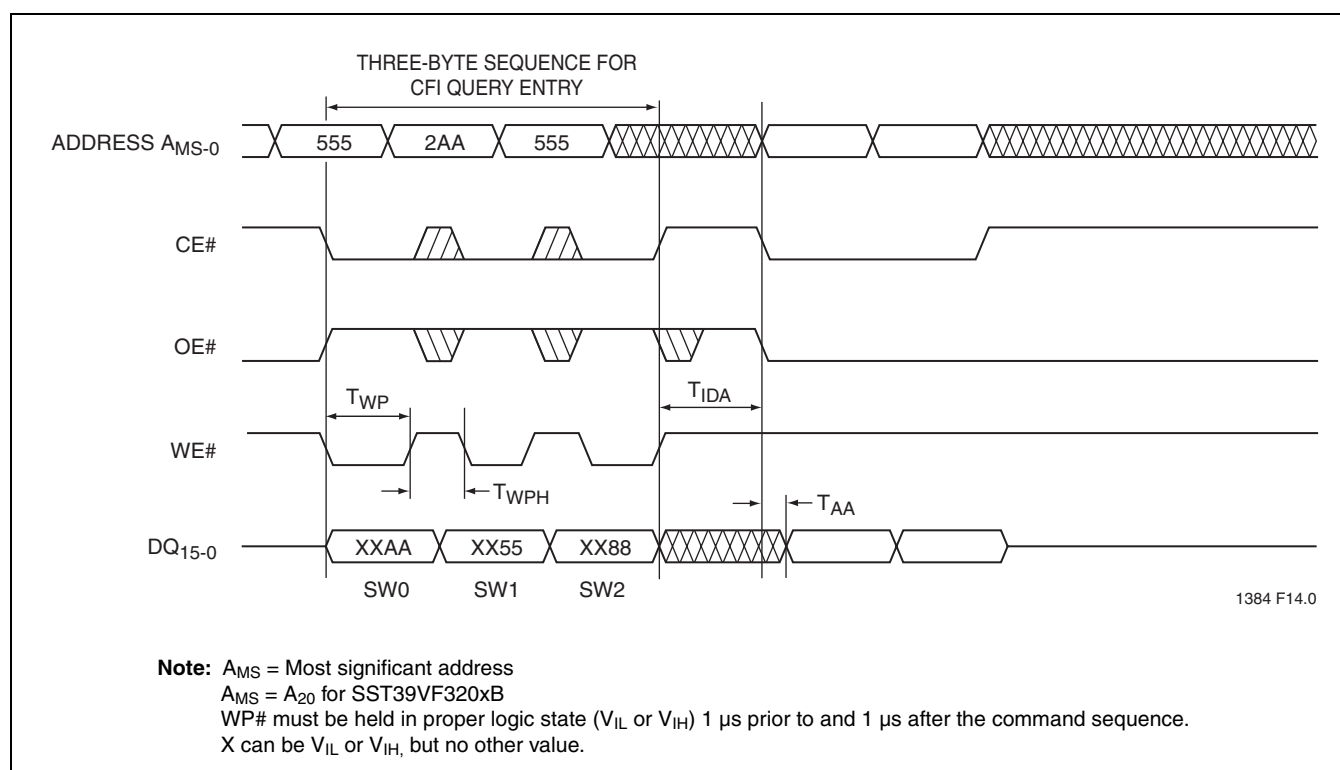 THREE-BYTE SEQUENCE FOR
CFI QUERY ENTRY
ADDRESS AMS-0
555 2AA 555
CE#
OE#
TWP
TIDA
WE#
TWPH
TAA
DQ15-0
XXAA XX55 XX88
SW0 SW1 SW2
1384 F14.0
Note: AMS = Most significant address
AMS = A20 for SST39VF320xB
WP# must be held in proper logic state (VIL or VIH) 1 µs prior to and 1 µs after the command sequence.
X can be VIL or VIH, but no other value.